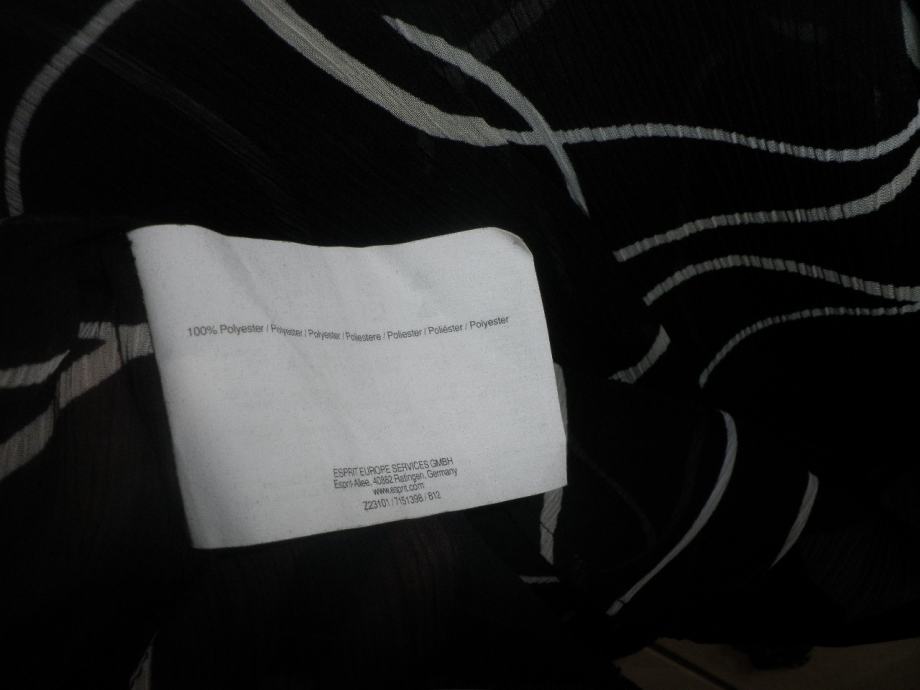 100% Polyester / Polyester / Polyester / Poliestere / Poliester / Poliéster / Polyester
ESPRIT EUROPE SERVICES GMBH
Esprit-Allee, 40882 Ratingen, Germany
www.esprit.com
Z23101 / 7151398 / B12